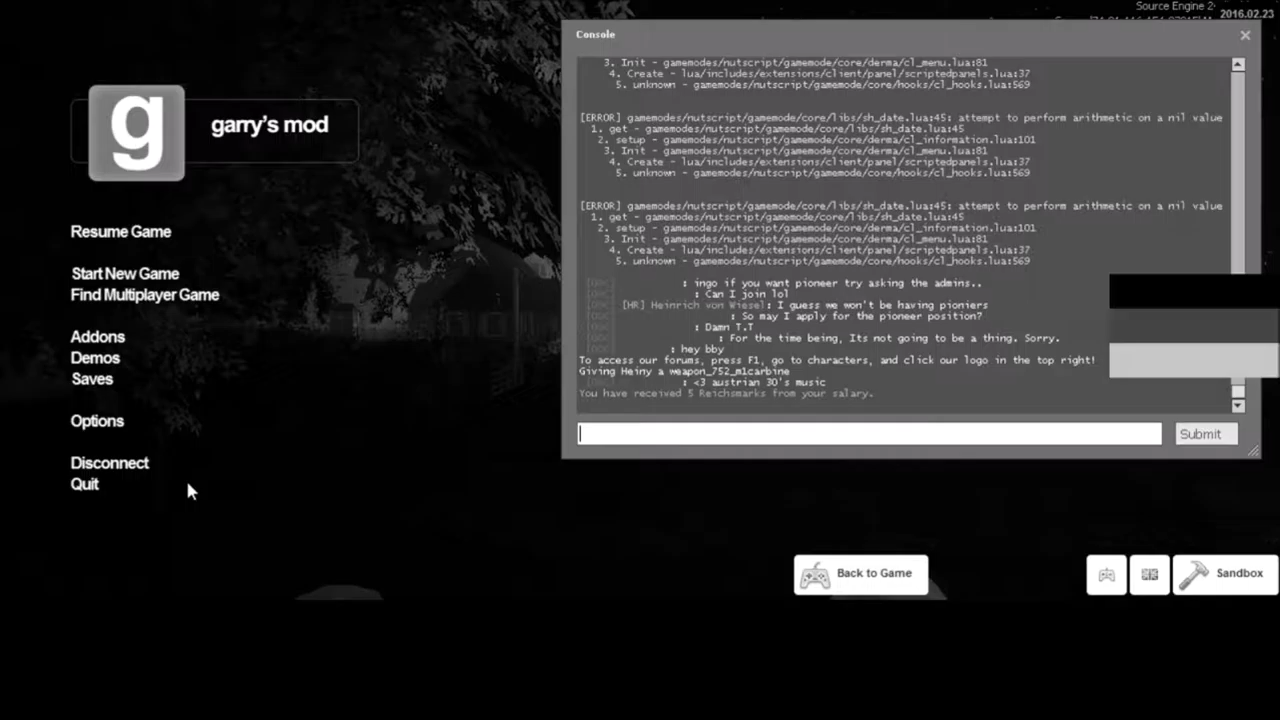 Source Engine 2
2016.02.23
garry's mod
Resume Game
Start New Game
Find Multiplayer Game
Addons
Demos
Saves
Options
Disconnect
Quit
Console
3. Init - gamemodes/nutscript/gamemode/core/derma/cl_menu.lua:81
4. Create - lua/includes/extensions/client/panel/scriptedpanels.lua:37
5. unknown - gamemodes/nutscript/gamemode/core/hooks/cl_hooks.lua:569
[ERROR] gamemodes/nutscript/gamemode/core/libs/sh_date.lua:45: attempt to perform arithmetic on a nil value
1. get - gamemodes/nutscript/gamemode/core/libs/sh_date.lua:45
2. setup - gamemodes/nutscript/gamemode/core/derma/cl_information.lua:101
3. Init - gamemodes/nutscript/gamemode/core/derma/cl_menu.lua:81
4. Create - lua/includes/extensions/client/panel/scriptedpanels.lua:37
5. unknown - gamemodes/nutscript/gamemode/core/hooks/cl_hooks.lua:569
[ERROR] gamemodes/nutscript/gamemode/core/libs/sh_date.lua:45: attempt to perform arithmetic on a nil value
1. get - gamemodes/nutscript/gamemode/core/libs/sh_date.lua:45
2. setup - gamemodes/nutscript/gamemode/core/derma/cl_information.lua:101
3. Init - gamemodes/nutscript/gamemode/core/derma/cl_menu.lua:81
4. Create - lua/includes/extensions/client/panel/scriptedpanels.lua:37
5. unknown - gamemodes/nutscript/gamemode/core/hooks/cl_hooks.lua:569
: ingo if you want pioneer try asking the admins..
: Can I join lol
[HR] Heinrich von Wiesel: I guess we won't be having pioniers
: So may I apply for the pioneer position?
: Damn T.T
: For the time being, Its not going to be a thing. Sorry.
: hey bby
To access our forums, press F1, go to characters, and click our logo in the top right!
Giving Heiny a weapon_752_m1carbine
: <3 austrian 30's music
You have received 5 Reichsmarks from your salary.
Submit
Back to Game
Sandbox